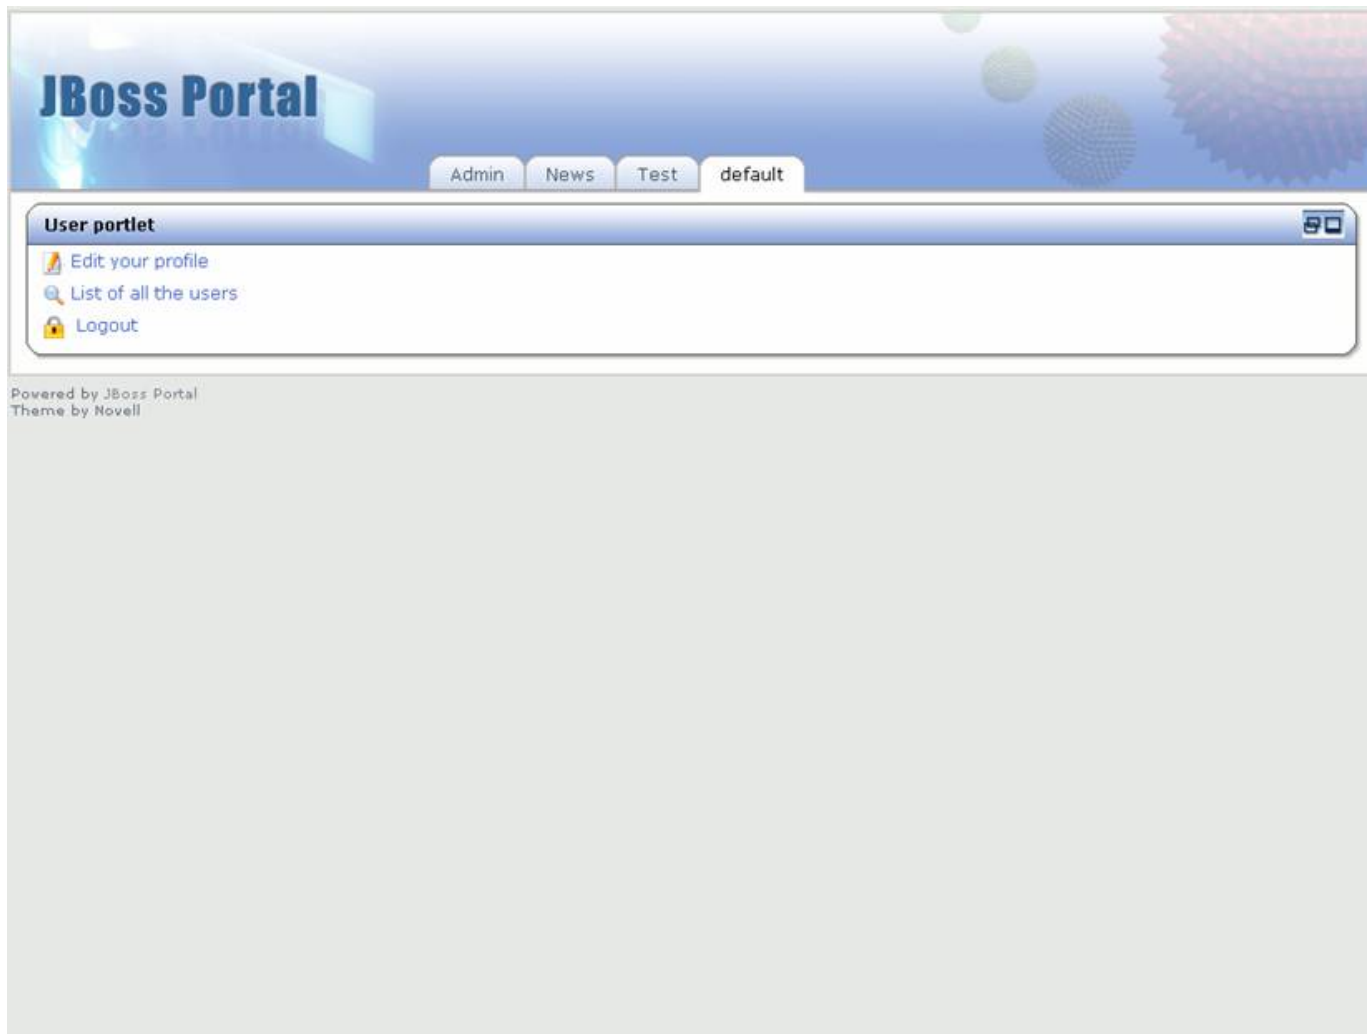 JBoss Portal
Admin News Test default
User portlet
Edit your profile
List of all the users
Logout
Powered by JBoss Portal
Theme by Novell